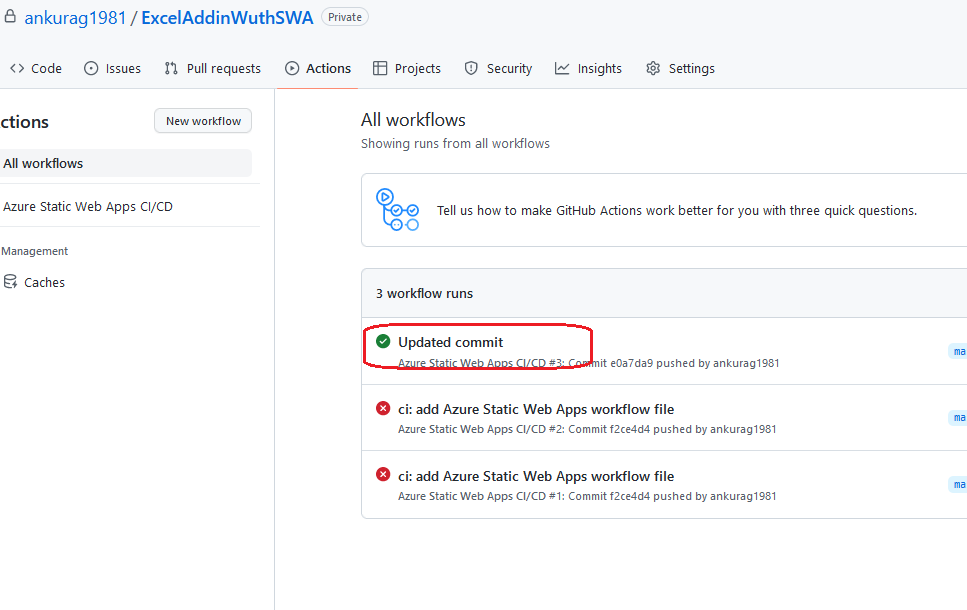 ankurag1981 / ExcelAddinWuthSWA Private
Code Issues Pull requests Actions Projects Security Insights Settings
ctions
New workflow
All workflows
Azure Static Web Apps CI/CD
Management
Caches
All workflows
Showing runs from all workflows
Tell us how to make GitHub Actions work better for you with three quick questions.
3 workflow runs
Updated commit
Azure Static Web Apps CI/CD #3: Commit e0a7da9 pushed by ankurag1981
ma
ci: add Azure Static Web Apps workflow file
Azure Static Web Apps CI/CD #2: Commit f2ce4d4 pushed by ankurag1981
ma
ci: add Azure Static Web Apps workflow file
Azure Static Web Apps CI/CD #1: Commit f2ce4d4 pushed by ankurag1981
ma